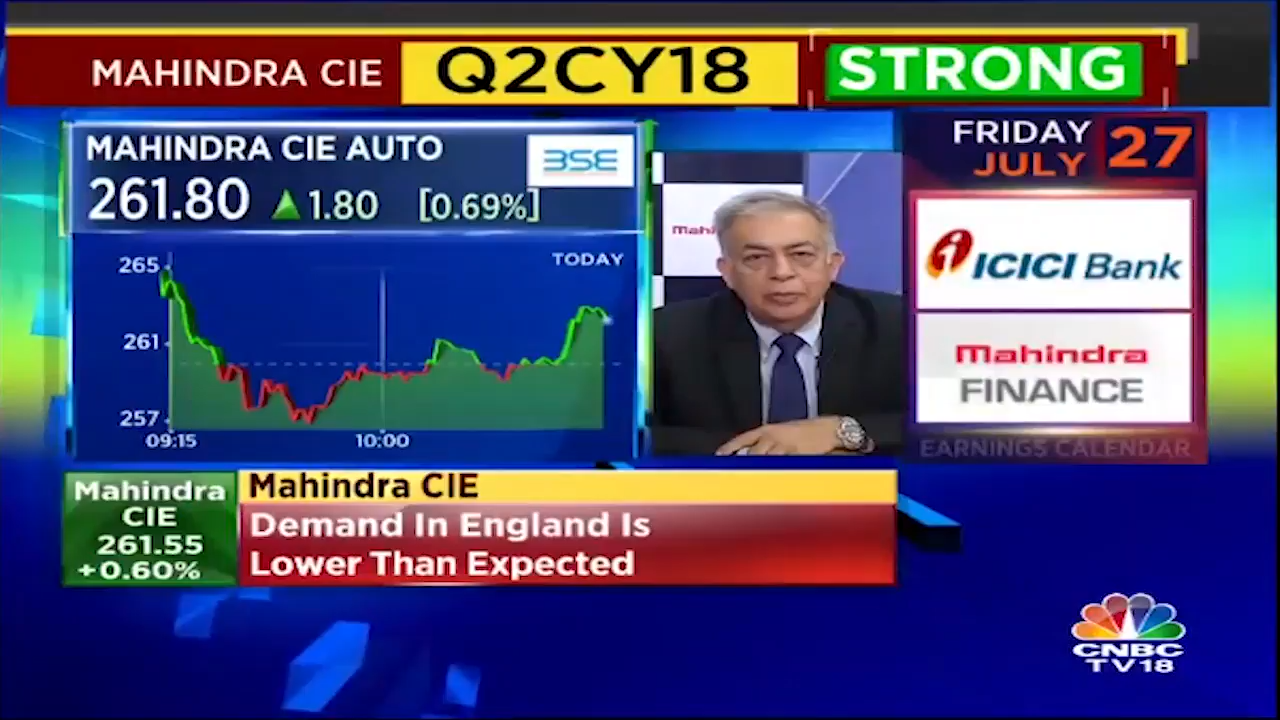 MAHINDRA CIE
Q2CY18
STRONG
MAHINDRA CIE AUTO
BSE
261.80 ▲ 1.80 [0.69%]
TODAY
265
261
257
09:15 10:00
Mahi
FRIDAY
JULY 27
ICICI Bank
Mahindra
FINANCE
EARNINGS CALENDAR
Mahindra
CIE
261.55
+0.60%
Mahindra CIE
Demand In England Is
Lower Than Expected
CNBC
TV18